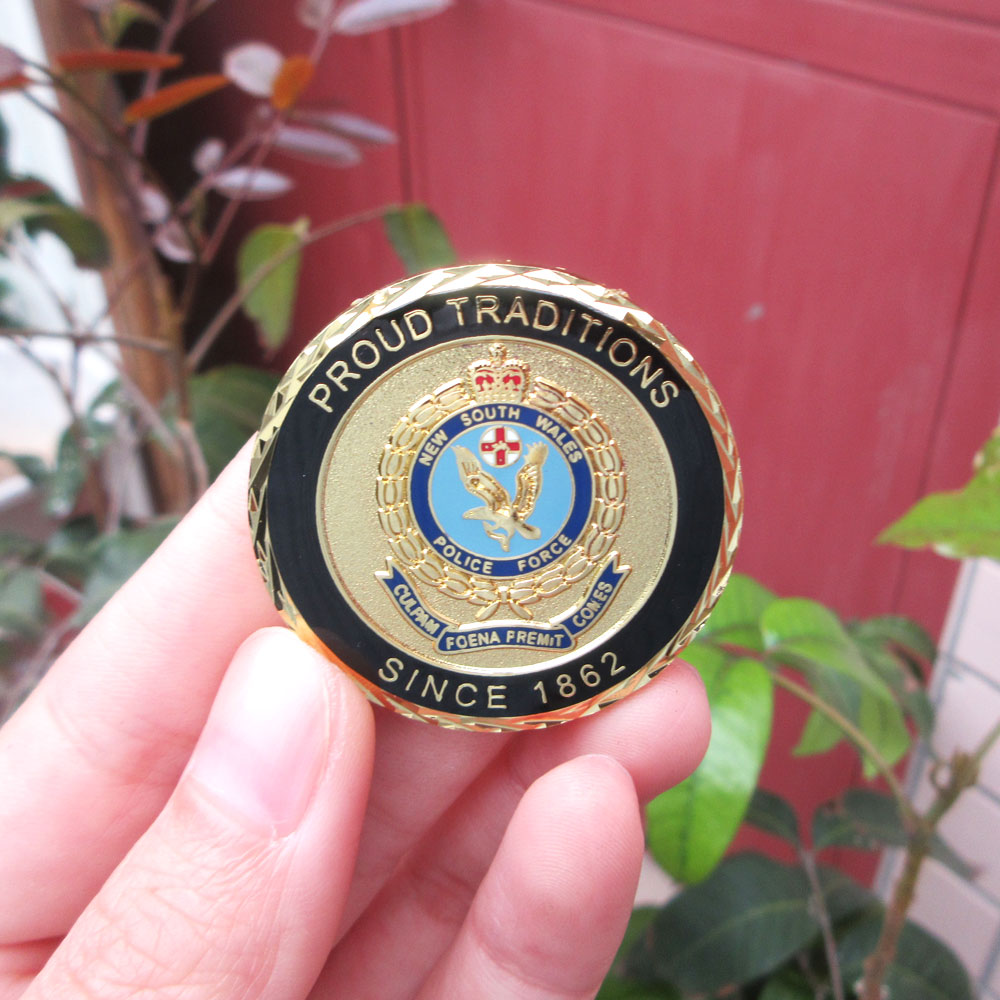 PROUD TRADITIONS
NEW SOUTH WALES
POLICE FORCE
CULPAM
FOENA PREMIT
COMES
SINCE 1862